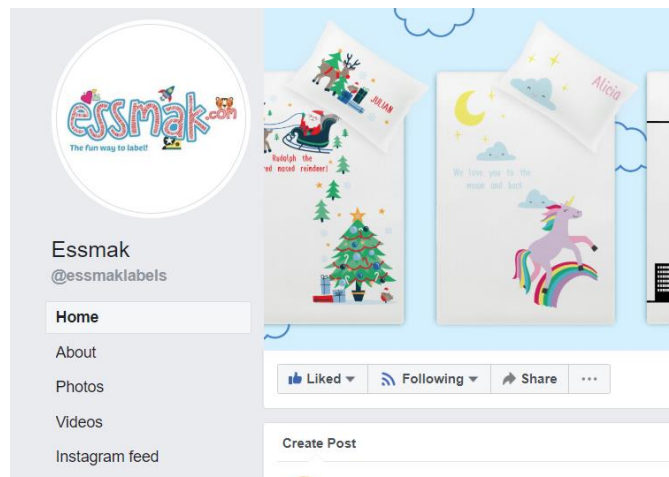 essmak.com
The fun way to label!
Essmak
@essmaklabels
Home
About
Photos
Videos
Instagram feed
JULIAN
Rudolph the
red nosed reindeer!
Alicia
We love you to the
moon and back
Liked
Following
Share
Create Post